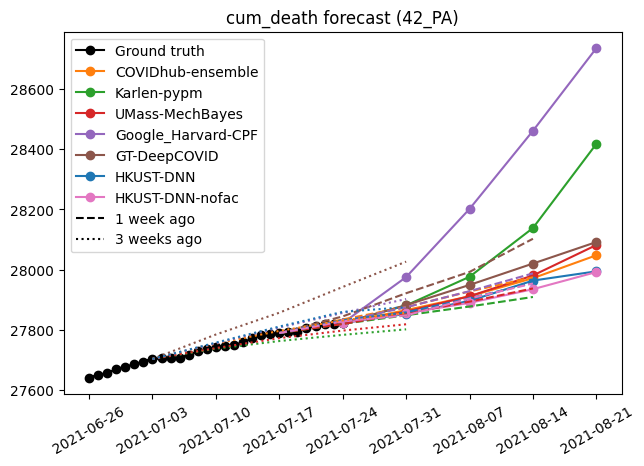 cum_death forecast (42_PA)
Ground truth
COVIDhub-ensemble
Karlen-pypm
UMass-MechBayes
Google_Harvard-CPF
GT-DeepCOVID
HKUST-DNN
HKUST-DNN-nofac
1 week ago
3 weeks ago
28600
28400
28200
28000
27800
27600
2021-06-26
2021-07-03
2021-07-10
2021-07-17
2021-07-24
2021-07-31
2021-08-07
2021-08-14
2021-08-21